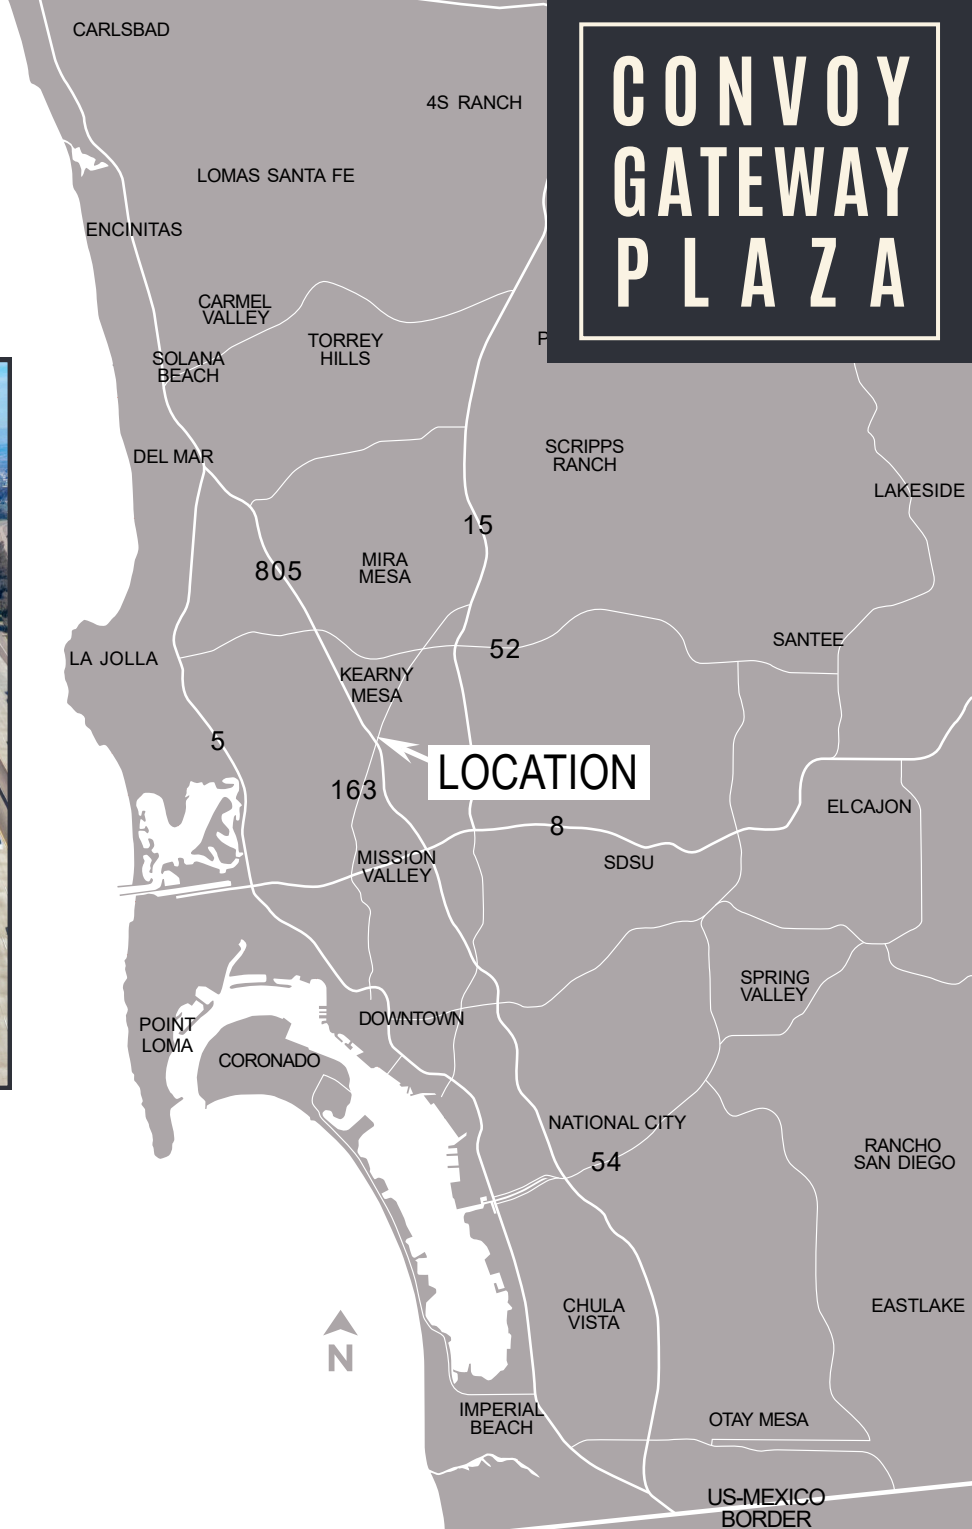 CARLSBAD
CONVOY
GATEWAY
PLAZA
4S RANCH
LOMAS SANTA FE
ENCINITAS
CARMEL
VALLEY
TORREY
HILLS
P
SOLANA
BEACH
DEL MAR
SCRIPPS
RANCH
LAKESIDE
15
805
MIRA
MESA
52
SANTEE
LA JOLLA
KEARNY
MESA
5
LOCATION
163
8
EL CAJON
MISSION
VALLEY
SDSU
SPRING
VALLEY
POINT
LOMA
DOWNTOWN
CORONADO
NATIONAL CITY
54
RANCHO
SAN DIEGO
CHULA
VISTA
EASTLAKE
N
IMPERIAL
BEACH
OTAY MESA
US-MEXICO
BORDER